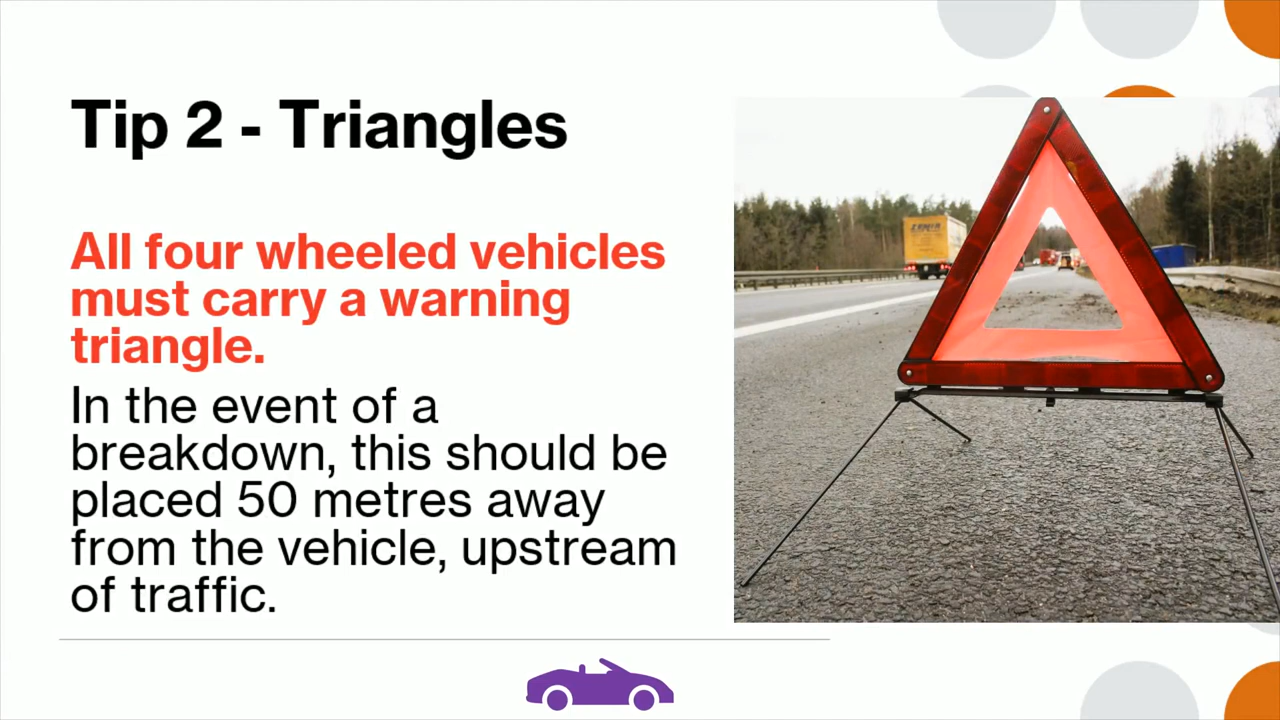 Tip 2 - Triangles
All four wheeled vehicles
must carry a warning
triangle.
In the event of a
breakdown, this should be
placed 50 metres away
from the vehicle, upstream
of traffic.